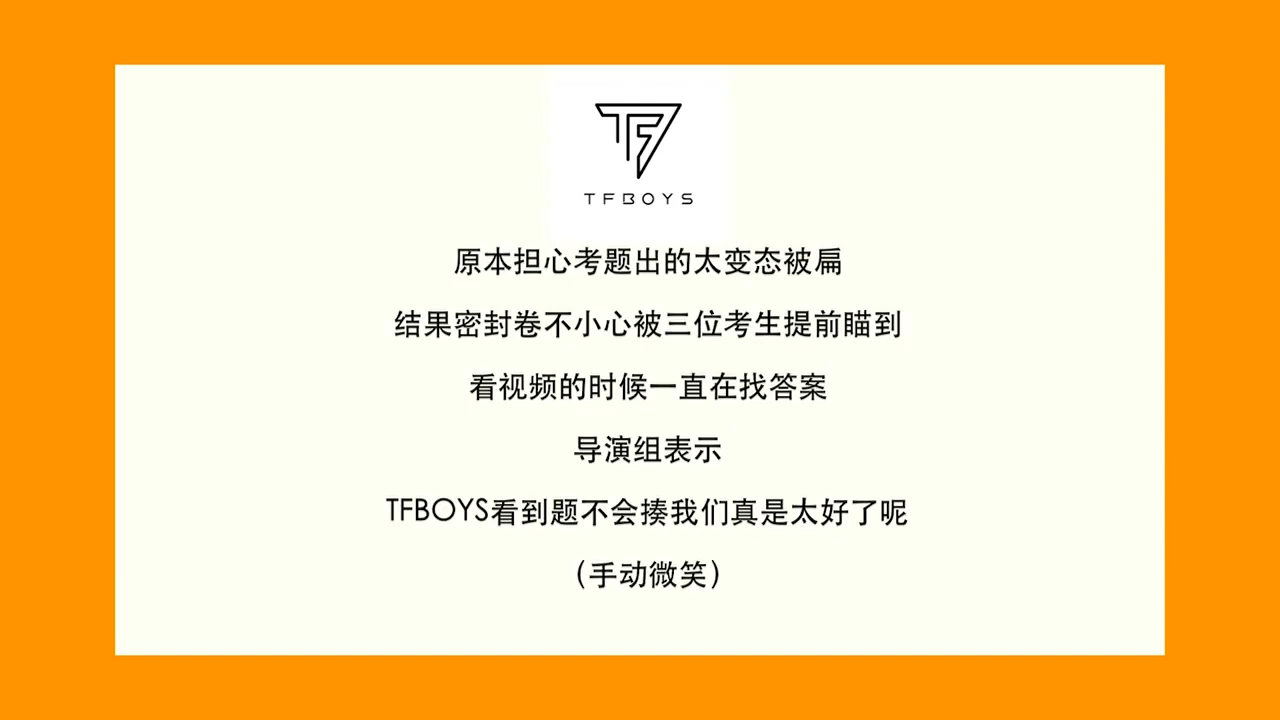 TF
TFBOYS
原本担心考题出的太变态被扁
结果密封卷不小心被三位考生提前瞄到
看视频的时候一直在找答案
导演组表示
TFBOYS看到题不会揍我们真是太好了呢
（手动微笑）